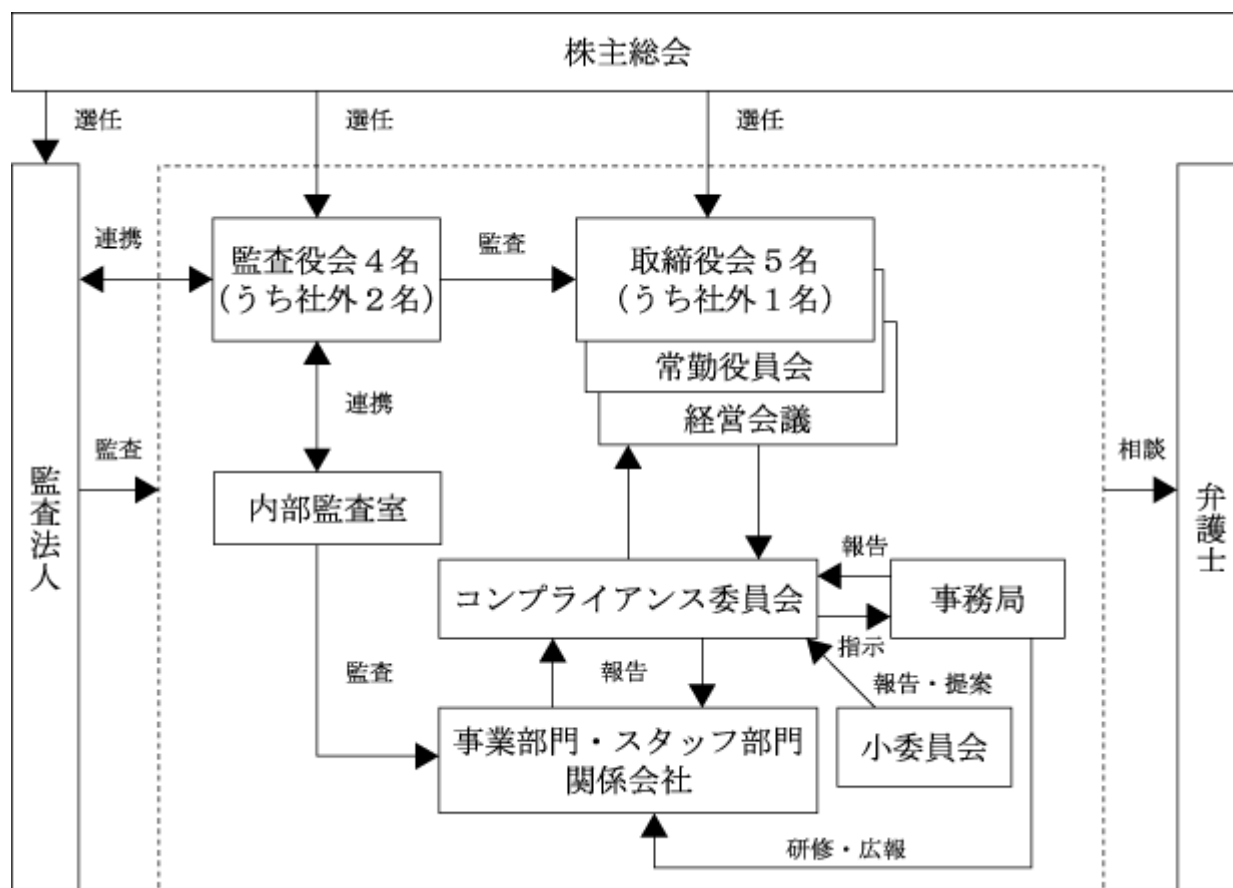 株主総会
選任
選任
選任
連携
監査役会４名
(うち社外２名)
監査
取締役会５名
(うち社外１名)
常勤役員会
経営会議
連携
監査
監査法人
相談
弁護士
内部監査室
報告
コンプライアンス委員会
事務局
指示
監査
報告
報告・提案
事業部門・スタッフ部門
関係会社
小委員会
研修・広報